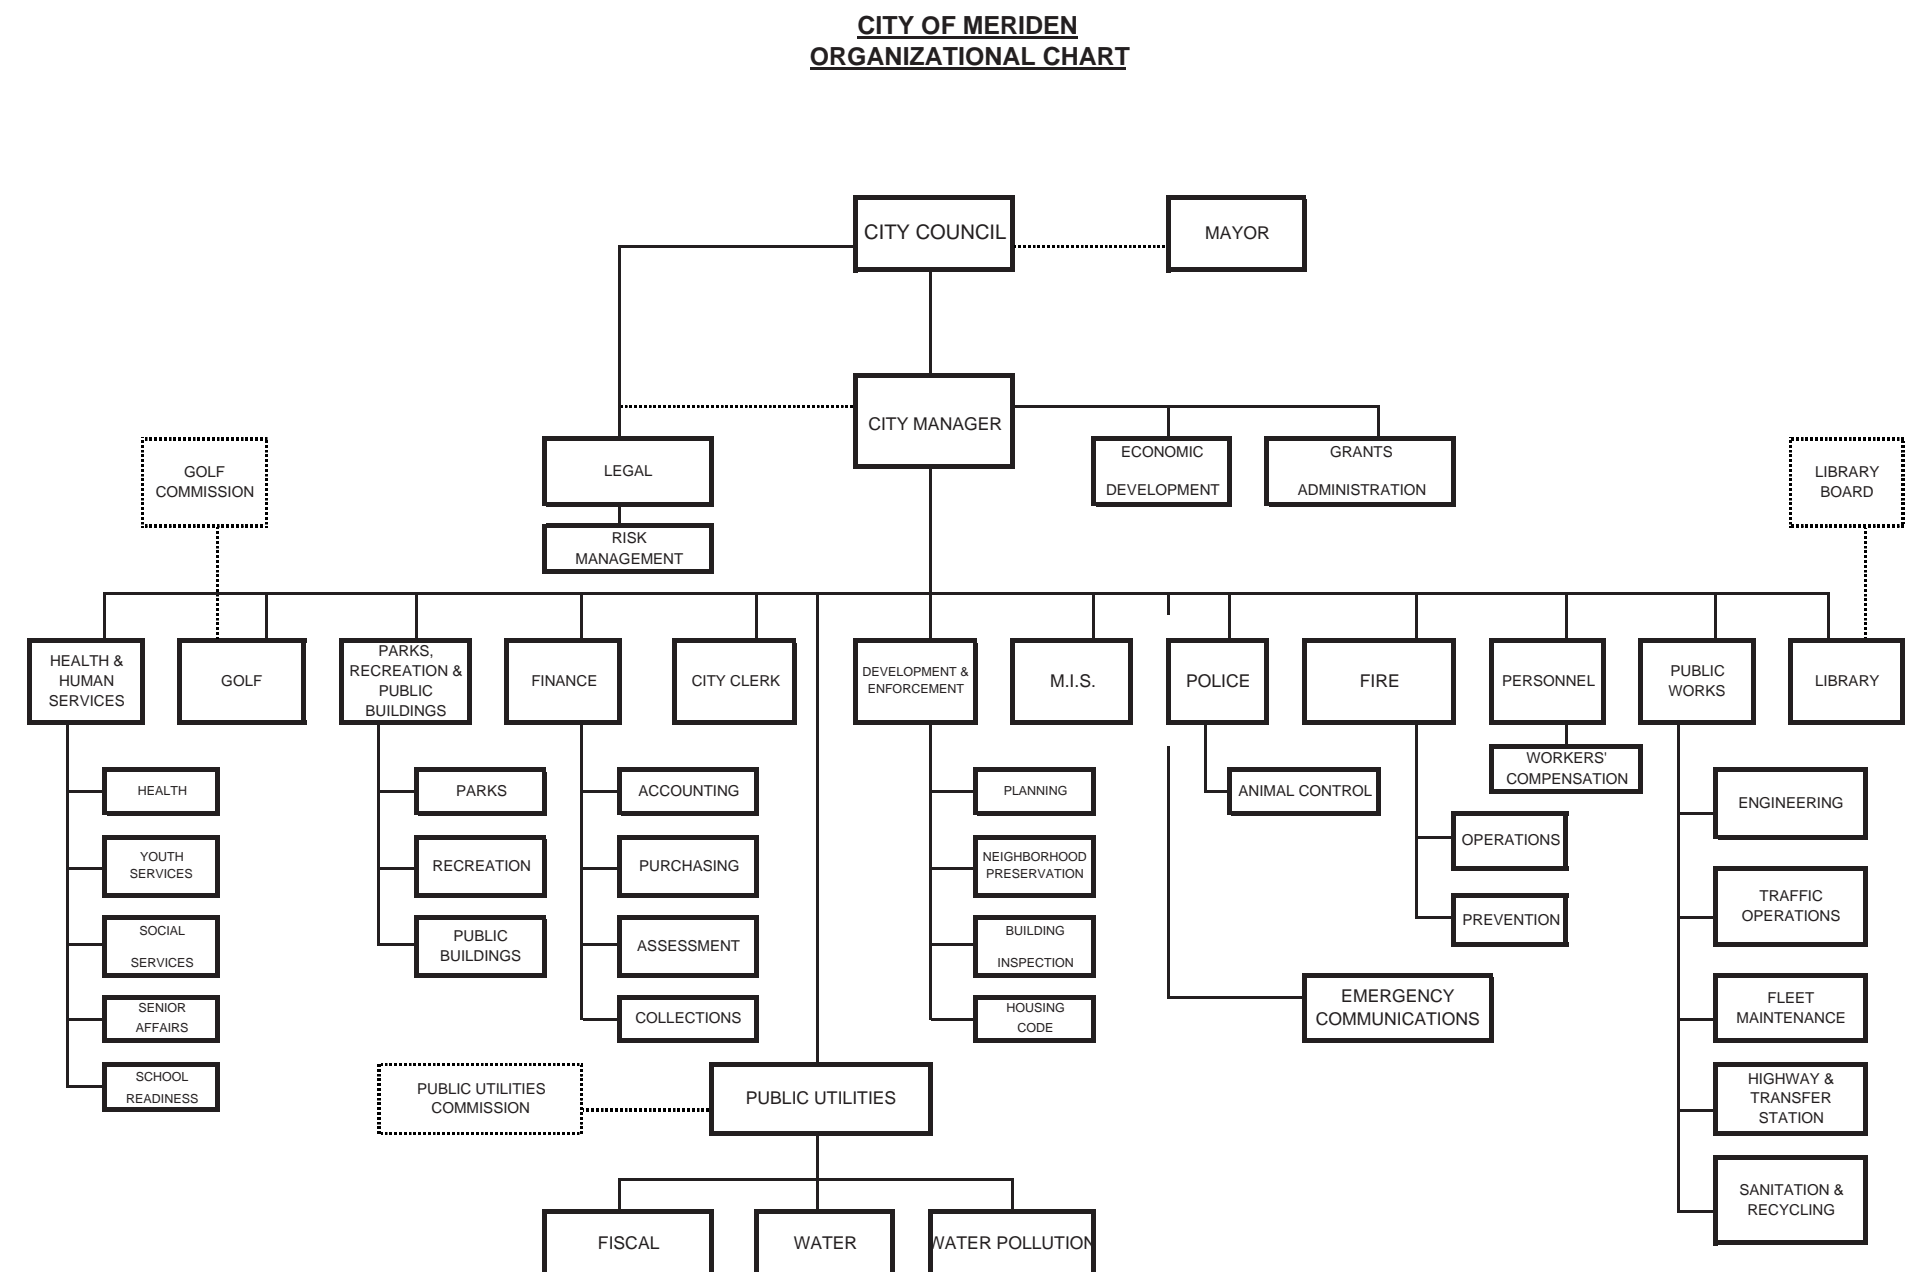 CITY OF MERIDEN
ORGANIZATIONAL CHART
CITY COUNCIL
MAYOR
CITY MANAGER
GOLF
COMMISSION
LEGAL
ECONOMIC
DEVELOPMENT
GRANTS
ADMINISTRATION
LIBRARY
BOARD
RISK
MANAGEMENT
HEALTH &
HUMAN
SERVICES
GOLF
PARKS,
RECREATION &
PUBLIC
BUILDINGS
FINANCE
CITY CLERK
DEVELOPMENT &
ENFORCEMENT
M.I.S.
POLICE
FIRE
PERSONNEL
PUBLIC
WORKS
LIBRARY
WORKERS'
COMPENSATION
HEALTH
YOUTH
SERVICES
SOCIAL
SERVICES
SENIOR
AFFAIRS
SCHOOL
READINESS
PARKS
RECREATION
PUBLIC
BUILDINGS
ACCOUNTING
PURCHASING
ASSESSMENT
COLLECTIONS
PLANNING
NEIGHBORHOOD
PRESERVATION
BUILDING
INSPECTION
HOUSING
CODE
ANIMAL CONTROL
OPERATIONS
PREVENTION
EMERGENCY
COMMUNICATIONS
ENGINEERING
TRAFFIC
OPERATIONS
FLEET
MAINTENANCE
HIGHWAY &
TRANSFER
STATION
SANITATION &
RECYCLING
PUBLIC UTILITIES
COMMISSION
PUBLIC UTILITIES
FISCAL
WATER
WATER POLLUTION